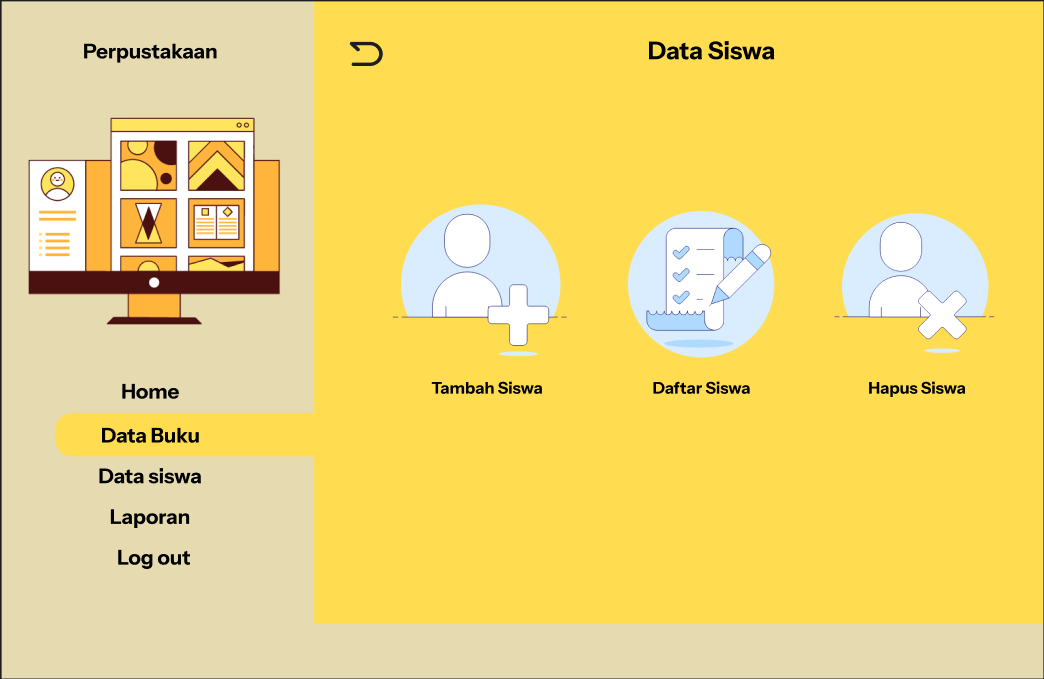 Perpustakaan
Home
Data Buku
Data siswa
Laporan
Log out
Data Siswa
Tambah Siswa
Daftar Siswa
Hapus Siswa